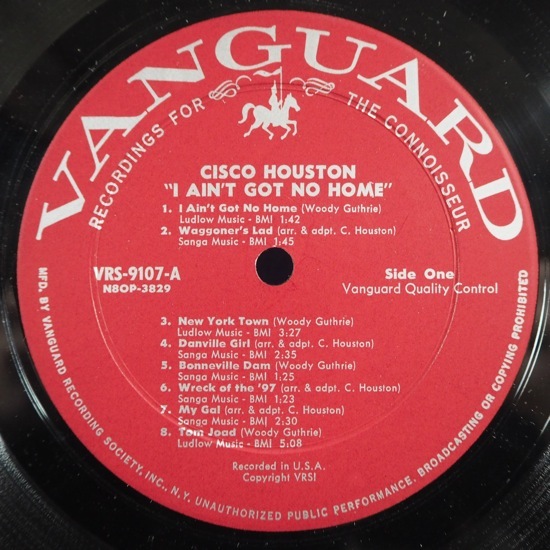 VANGUARD
RECORDINGS FOR THE CONNOISSEUR
CISCO HOUSTON
"I AIN'T GOT NO HOME"
1. I Ain't Got No Home (Woody Guthrie)
Ludlow Music - BMI 1:42
2. Waggoner's Lad (arr. & adpt. C. Houston)
Sanga Music - BMI 1:45
VRS-9107-A
N8OP-3829
Side One
Vanguard Quality Control
3. New York Town (Woody Guthrie)
Ludlow Music - BMI 3:27
4. Danville Girl (arr. & adpt. C. Houston)
Sanga Music - BMI 2:35
5. Bonneville Dam (Woody Guthrie)
Sanga Music - BMI 1:25
6. Wreck of the '97 (arr. & adpt. C. Houston)
Sanga Music - BMI 1:23
7. My Gal (arr. & adpt. C. Houston)
Sanga Music - BMI 2:30
8. Tom Joad (Woody Guthrie)
Ludlow Music - BMI 5:08
Recorded in U.S.A.
Copyright VRSI
MFD. BY VANGUARD RECORDING SOCIETY, INC., N.Y. UNAUTHORIZED PUBLIC PERFORMANCE, BROADCASTING OR COPYING PROHIBITED